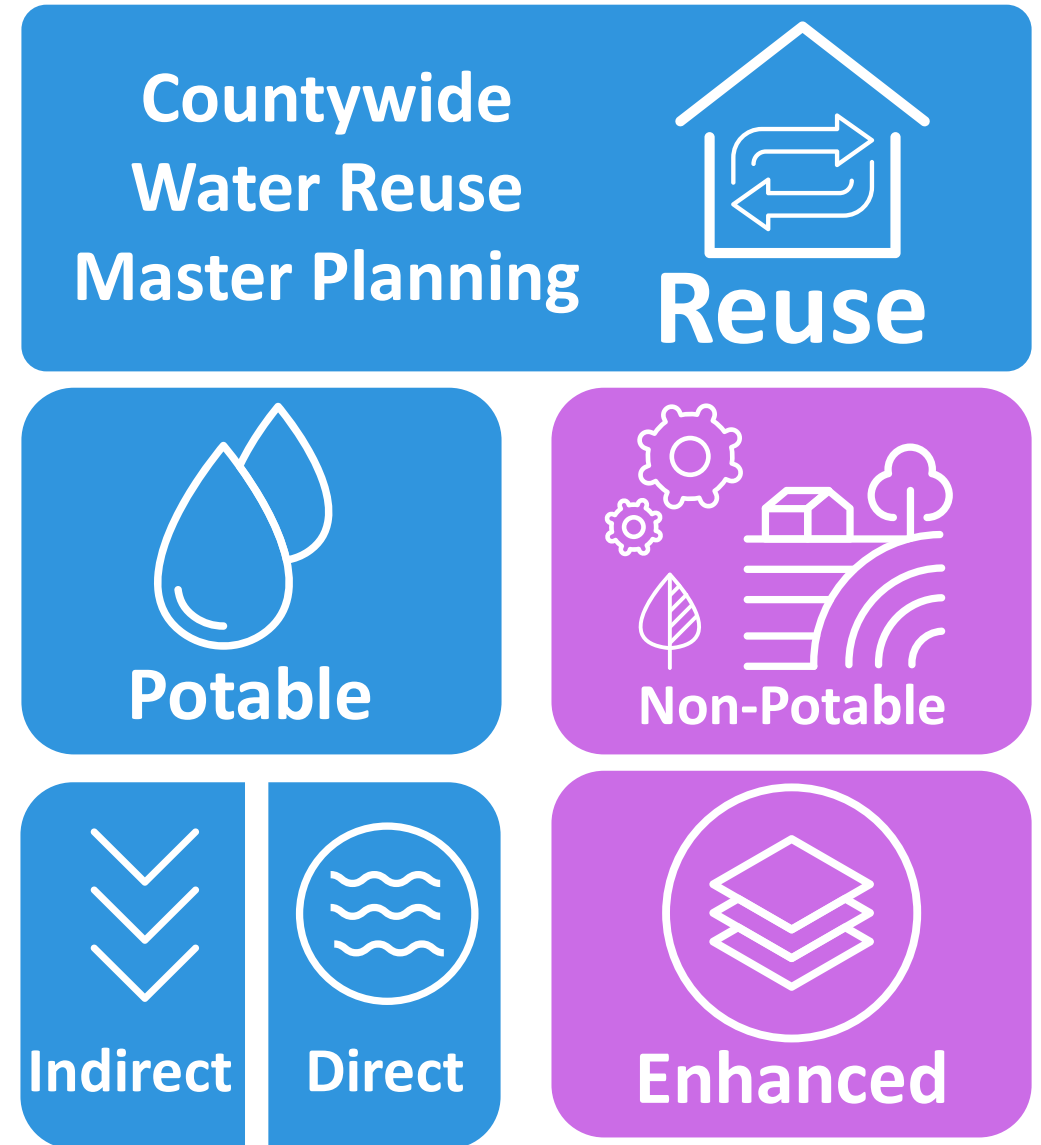 Countywide
Water Reuse
Master Planning
Reuse
Potable
Non-Potable
Indirect
Direct
Enhanced